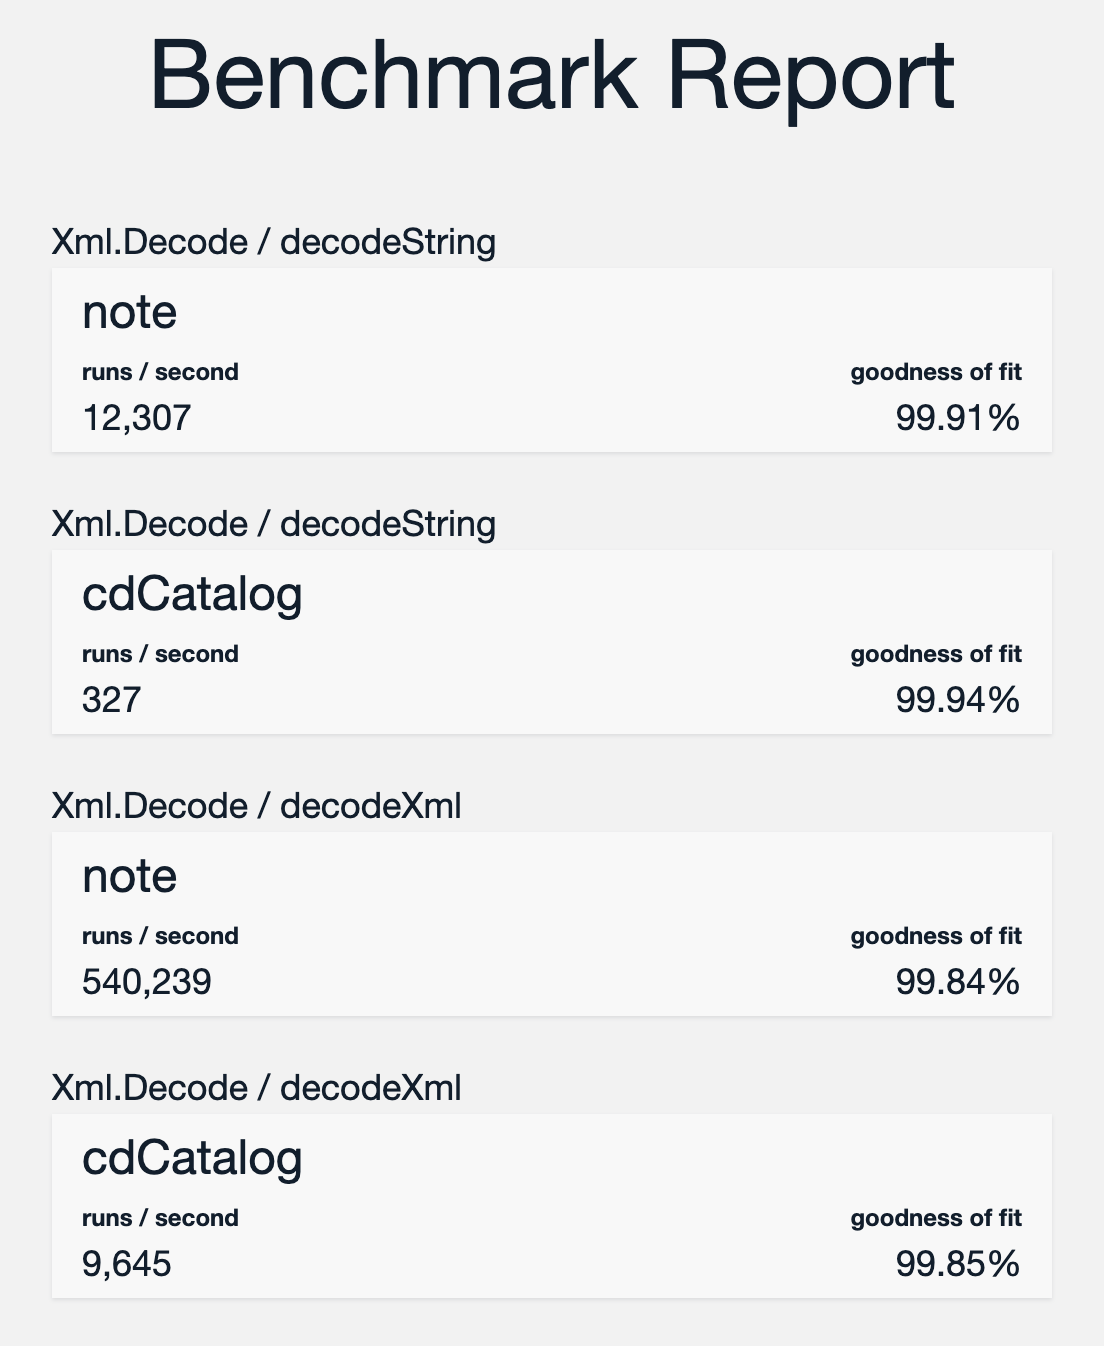 Benchmark Report
Xml.Decode / decodeString
note
runs / second goodness of fit
12,307 99.91%
Xml.Decode / decodeString
cdCatalog
runs / second goodness of fit
327 99.94%
Xml.Decode / decodeXml
note
runs / second goodness of fit
540,239 99.84%
Xml.Decode / decodeXml
cdCatalog
runs / second goodness of fit
9,645 99.85%